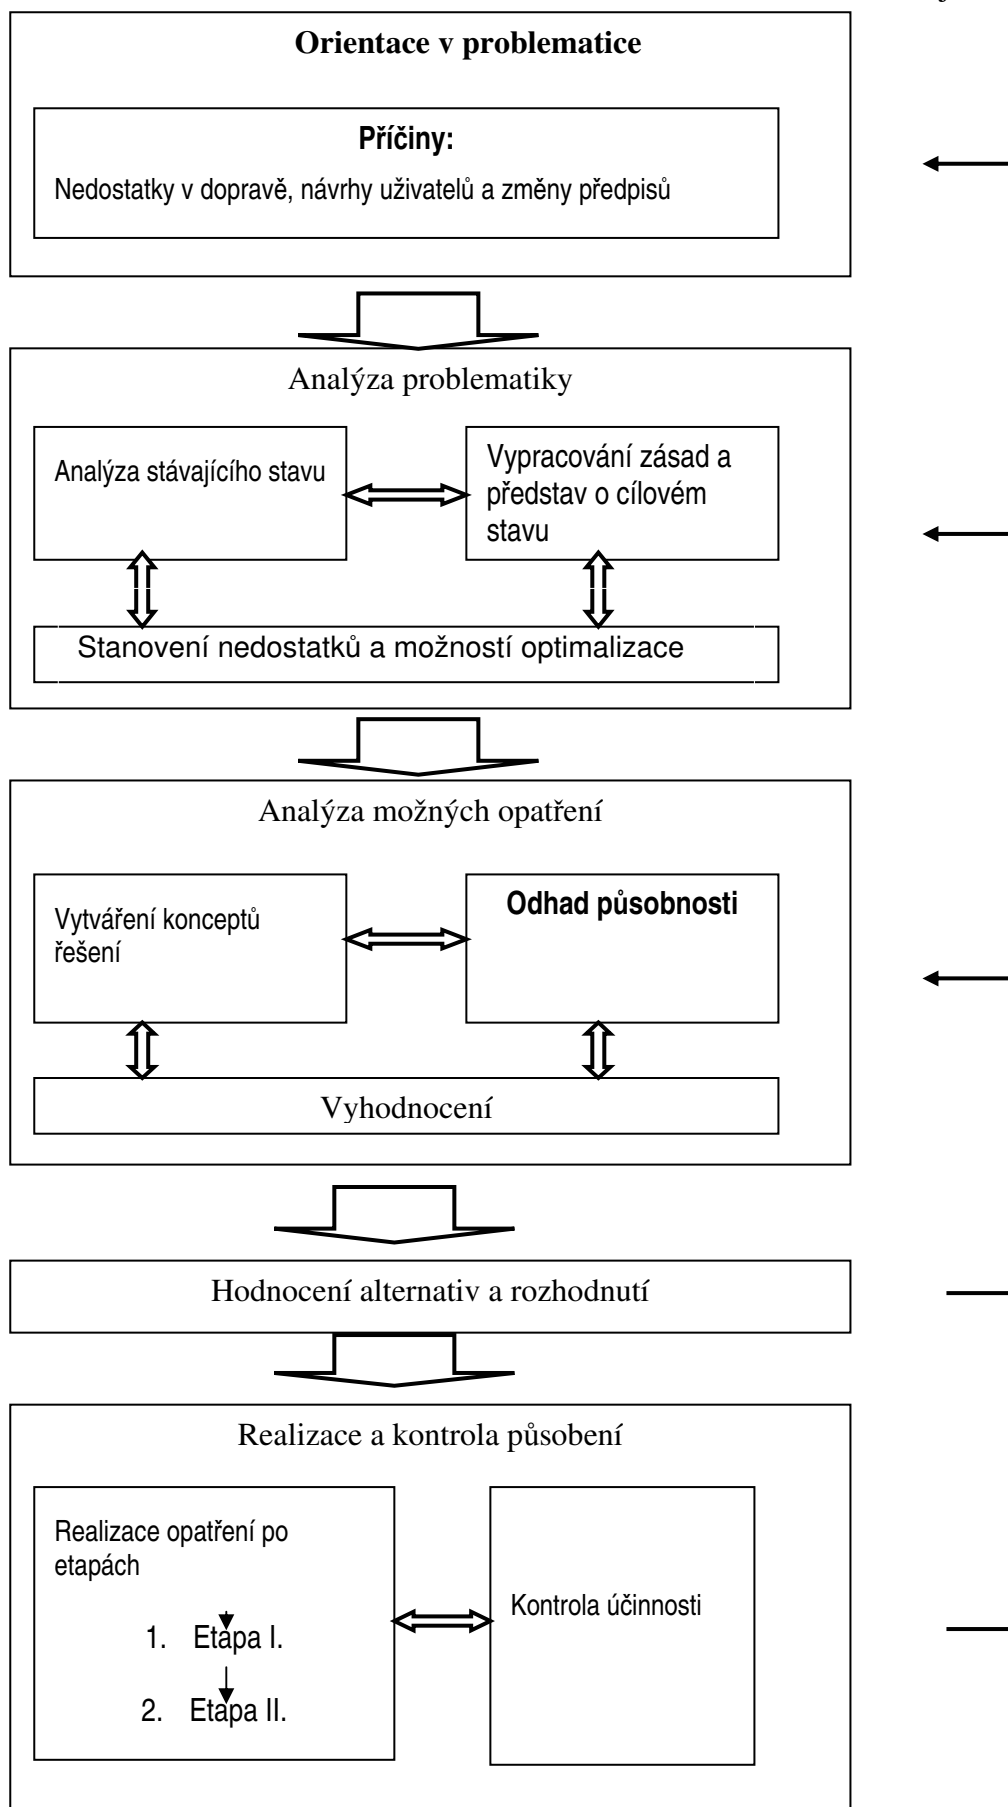 Orientace v problematice
Příčiny:
Nedostatky v dopravě, návrhy uživatelů a změny předpisů
Analýza problematiky
Analýza stávajícího stavu
Vypracování zásad a
představ o cílovém
stavu
Stanovení nedostatků a možností optimalizace
Analýza možných opatření
Vytváření konceptů
řešení
Odhad působnosti
Vyhodnocení
Hodnocení alternativ a rozhodnutí
Realizace a kontrola působení
Realizace opatření po
etapách
1. Etapa I.
2. Etapa II.
Kontrola účinnosti